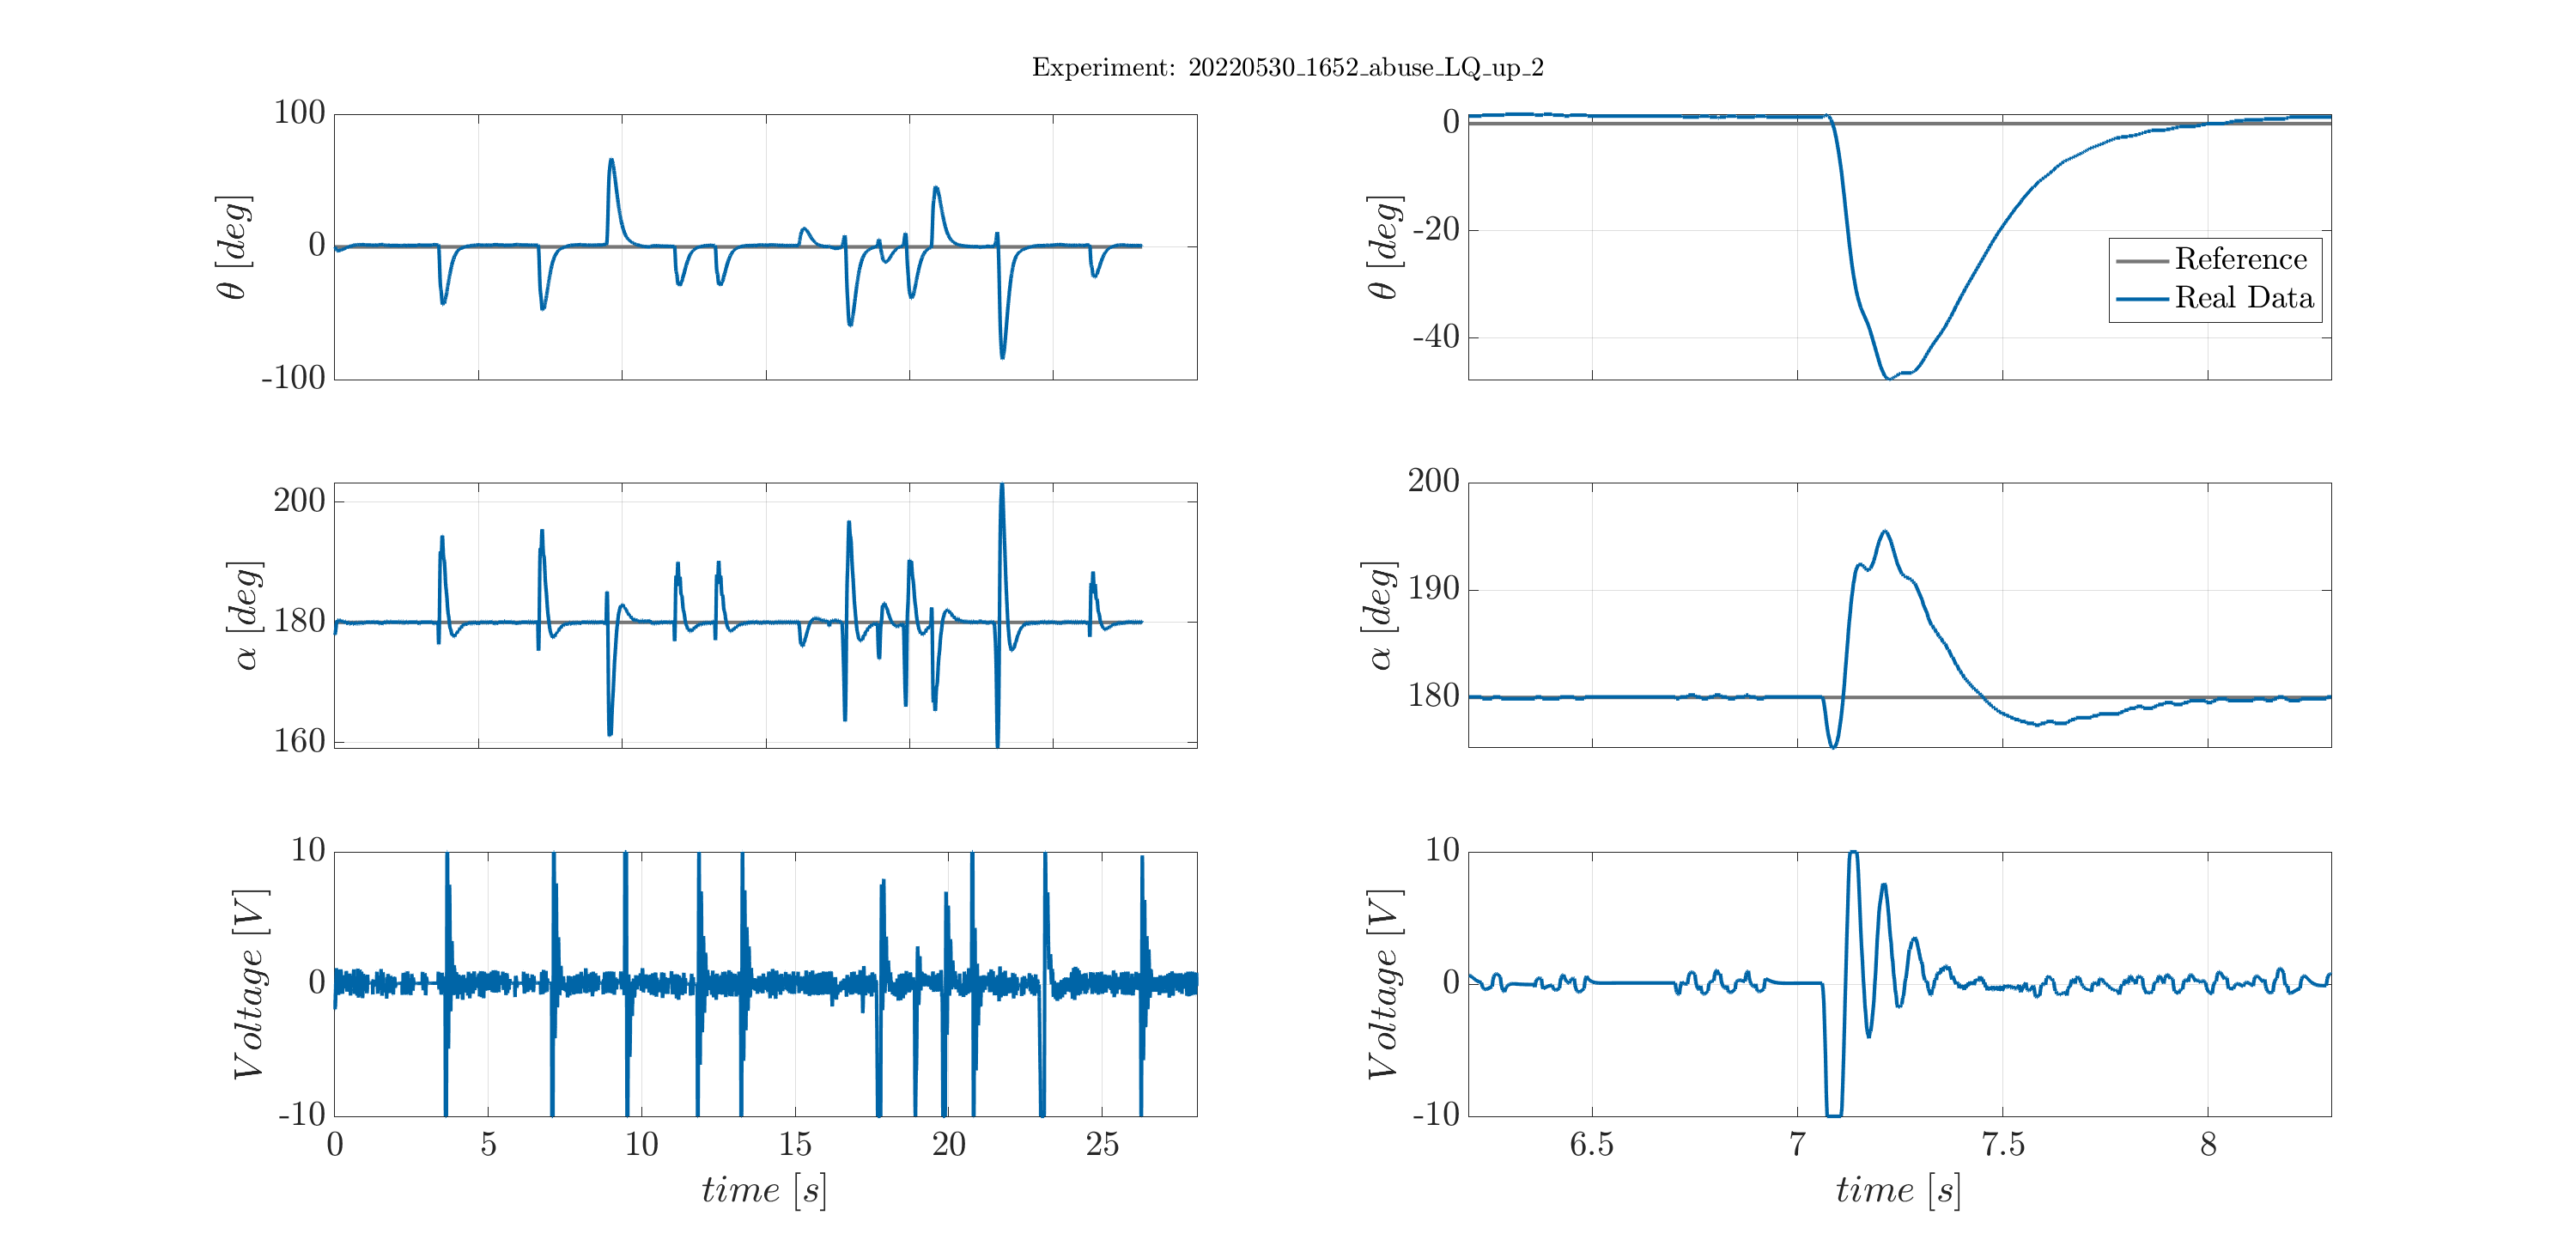 Experiment: 20220530_1652_abuse_LQ_up_2
100
0
-100
θ [deg]
0
-20
-40
θ [deg]
Reference
Real Data
200
180
160
α [deg]
200
190
180
α [deg]
10
0
-10
Voltage [V]
0 5 10 15 20 25
time [s]
10
0
-10
Voltage [V]
6.5 7 7.5 8
time [s]